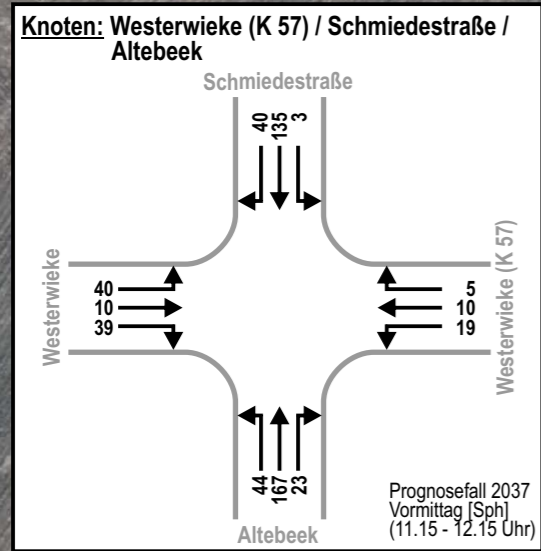 Knoten: Westerwieke (K 57) / Schmiedestraße /
Altebeek
Schmiedestraße
40
135
3
Westerwieke
40
10
39
5
10
19
Westerwieke (K 57)
44
167
23
Altebeek
Prognosefall 2037
Vormittag [Sph]
(11.15 - 12.15 Uhr)